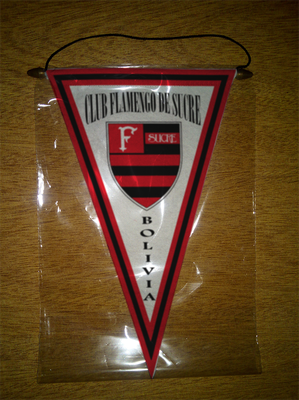 CLUB FLAMENGO DE SUCRE
F SUCRE
BOLIVIA